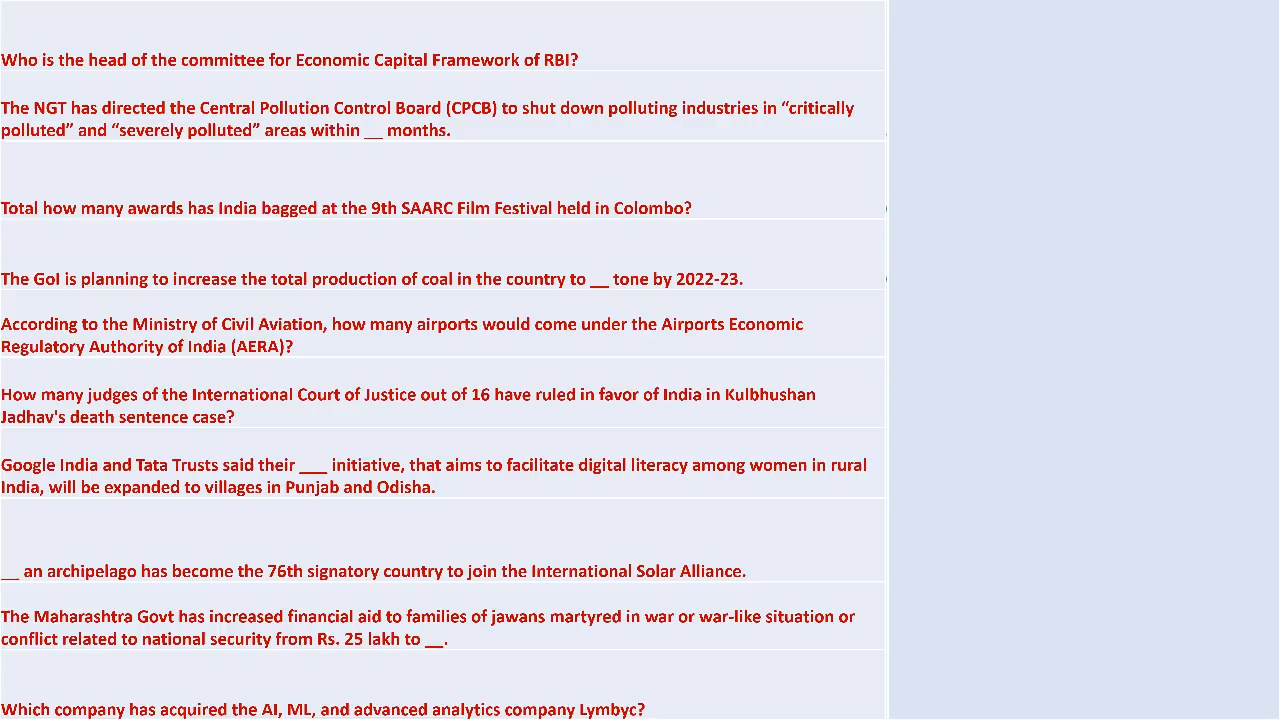 Who is the head of the committee for Economic Capital Framework of RBI?
The NGT has directed the Central Pollution Control Board (CPCB) to shut down polluting industries in “critically
polluted” and “severely polluted” areas within __ months.
Total how many awards has India bagged at the 9th SAARC Film Festival held in Colombo?
The GoI is planning to increase the total production of coal in the country to __ tone by 2022-23.
According to the Ministry of Civil Aviation, how many airports would come under the Airports Economic
Regulatory Authority of India (AERA)?
How many judges of the International Court of Justice out of 16 have ruled in favor of India in Kulbhushan
Jadhav's death sentence case?
Google India and Tata Trusts said their ___ initiative, that aims to facilitate digital literacy among women in rural
India, will be expanded to villages in Punjab and Odisha.
__ an archipelago has become the 76th signatory country to join the International Solar Alliance.
The Maharashtra Govt has increased financial aid to families of jawans martyred in war or war-like situation or
conflict related to national security from Rs. 25 lakh to __.
Which company has acquired the AI, ML, and advanced analytics company Lymbyc?